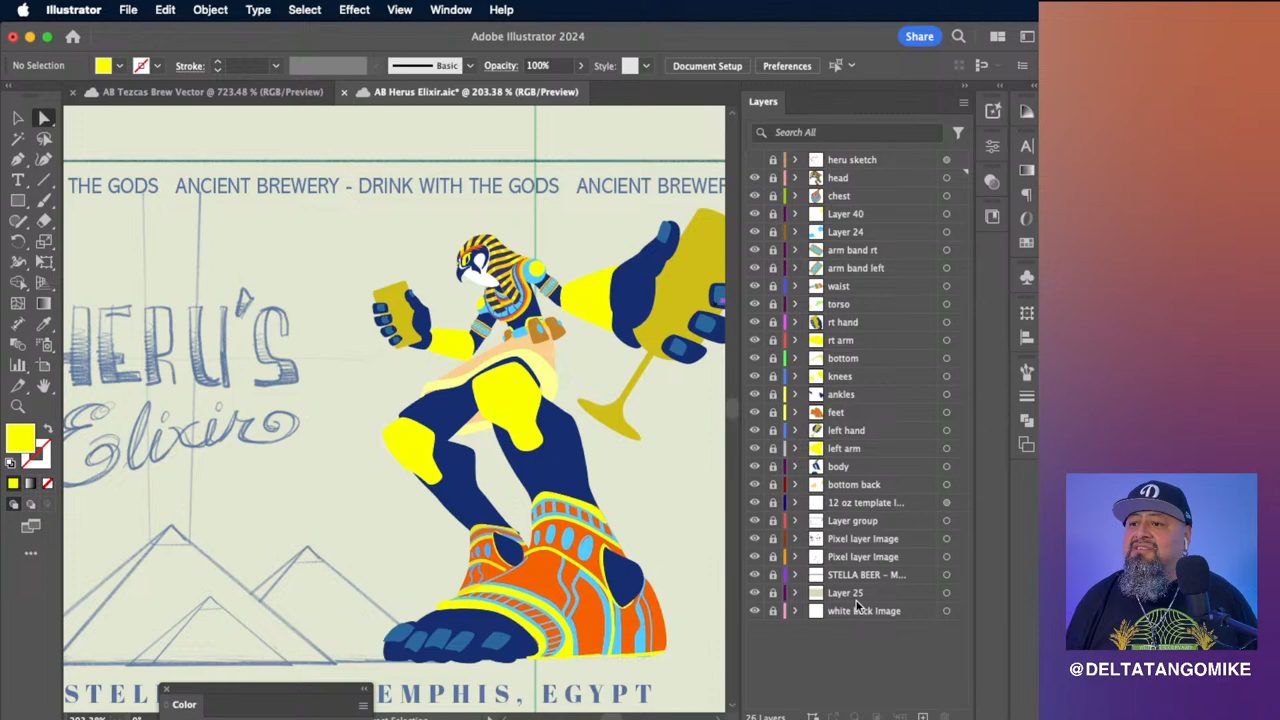 Illustrator File Edit Object Type Select Effect View Window Help
Adobe Illustrator 2024
Share
No Selection
Stroke:
Basic
Opacity: 100%
Style:
Document Setup
Preferences
AB Tezcas Brew Vector @ 723.48 % (RGB/Preview)
AB Herus Elixir.aic* @ 203.38 % (RGB/Preview)
Layers
Search All
heru sketch
head
chest
Layer 40
Layer 24
arm band rt
arm band left
waist
torso
rt hand
rt arm
bottom
knees
ankles
feet
left hand
left arm
body
bottom back
12 oz template I...
Layer group
Pixel layer Image
Pixel layer Image
STELLA BEER – M...
Layer 25
white back Image
26 Layers
THE GODS ANCIENT BREWERY - DRINK WITH THE GODS ANCIENT BREWER
HERU'S
Elixir
STELL
EMPHIS, EGYPT
Color
@DELTATANGOMIKE